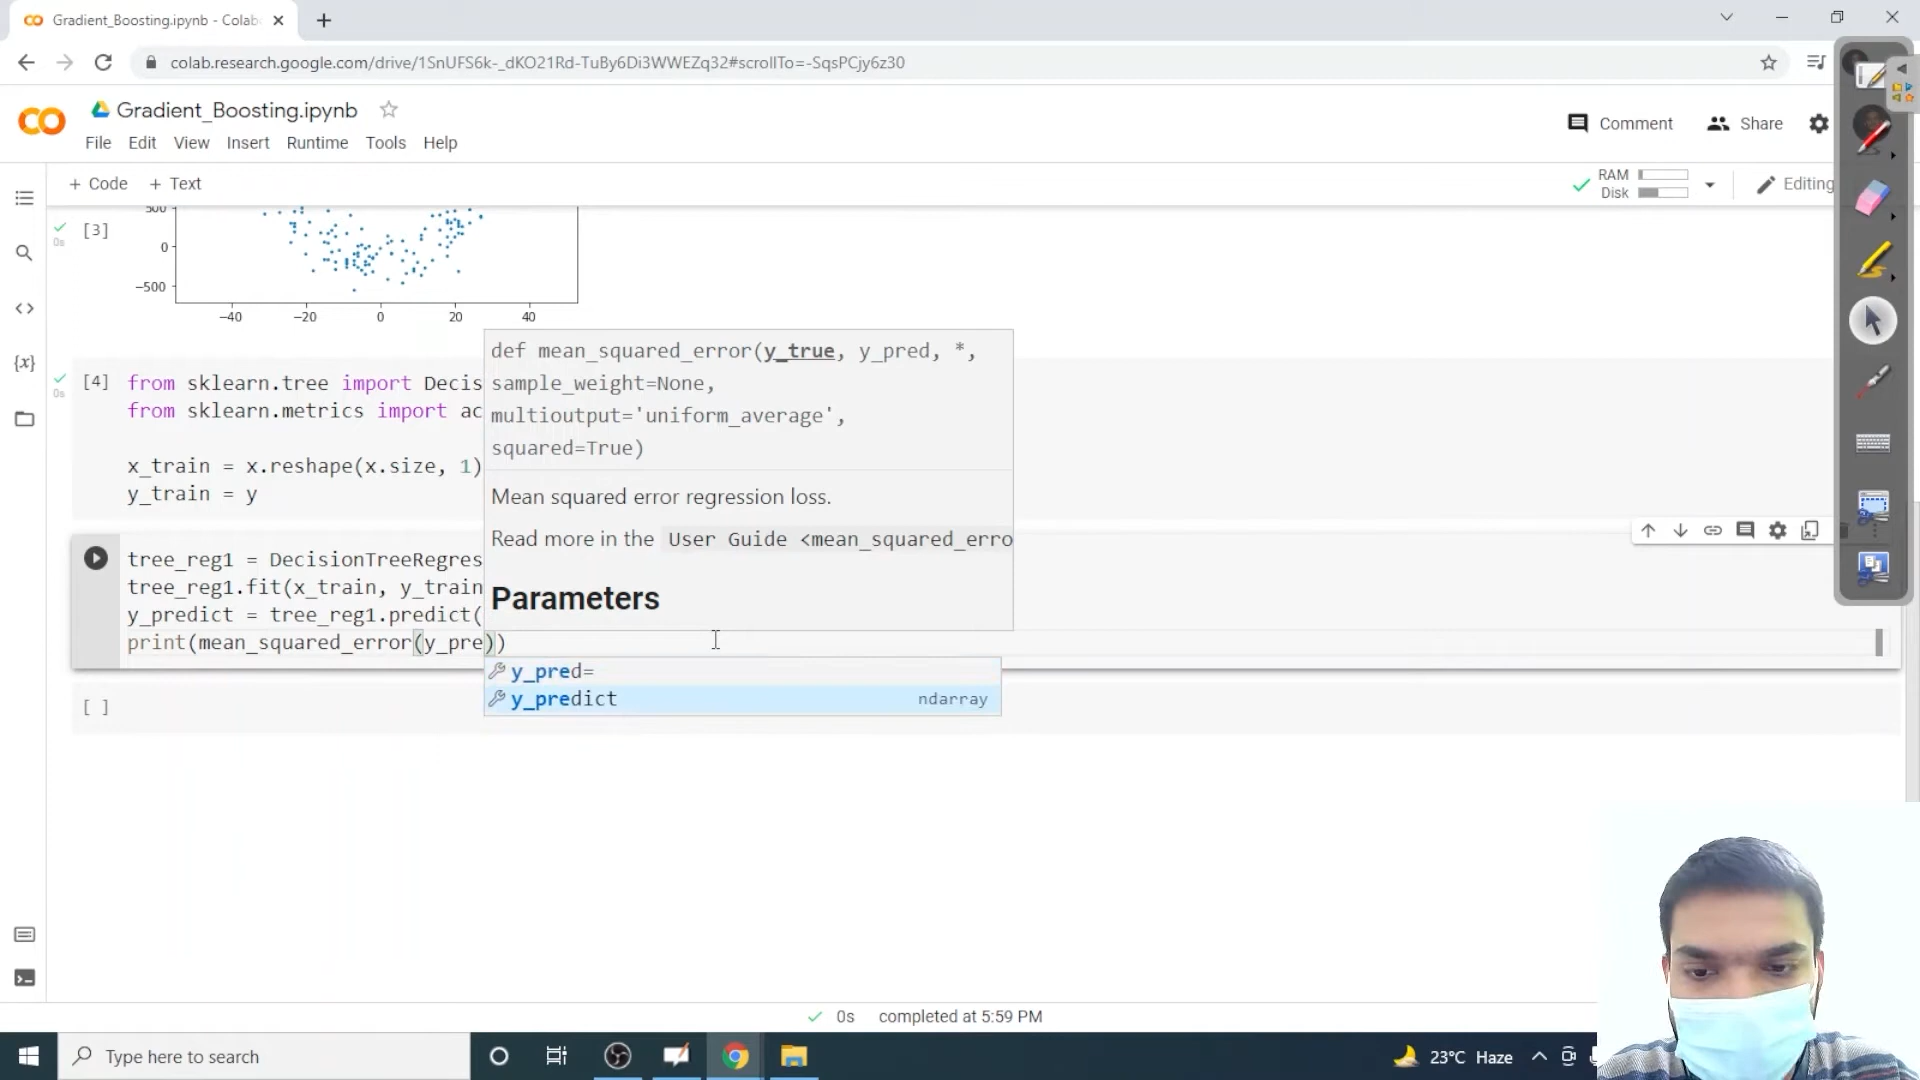 Gradient_Boosting.ipynb - Colab
colab.research.google.com/drive/1SnUFS6k-_dKO21Rd-TuBy6Di3WWEZq32#scrollTo=-SqsPCjy6z30
Gradient_Boosting.ipynb
Comment
Share
File Edit View Insert Runtime Tools Help
+ Code + Text
RAM
Disk
Editing
[3]
0s
500
0
−500
−40 −20 0 20 40
def mean_squared_error(y_true, y_pred, *,
sample_weight=None,
multioutput='uniform_average',
squared=True)
Mean squared error regression loss.
Read more in the User Guide <mean_squared_erro
Parameters
[4] from sklearn.tree import Decis
0s
from sklearn.metrics import ac
x_train = x.reshape(x.size, 1)
y_train = y
tree_reg1 = DecisionTreeRegres
tree_reg1.fit(x_train, y_train
y_predict = tree_reg1.predict(
print(mean_squared_error(y_pre))
y_pred=
y_predict ndarray
[ ]
{x}
0s completed at 5:59 PM
Type here to search
23°C Haze